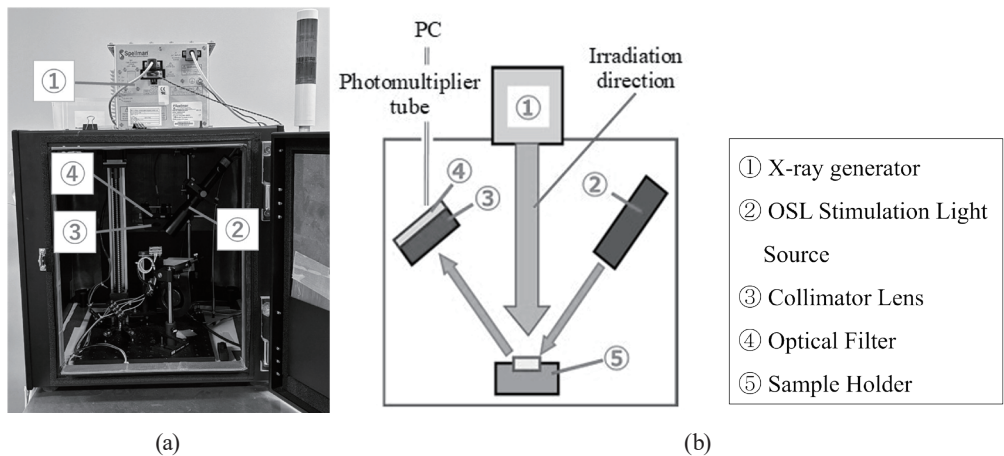 Spellman
①
④
③
②
(a)
PC
Photomultiplier
tube
Irradiation
direction
①
②
④
③
⑤
(b)
① X-ray generator
② OSL Stimulation Light
Source
③ Collimator Lens
④ Optical Filter
⑤ Sample Holder